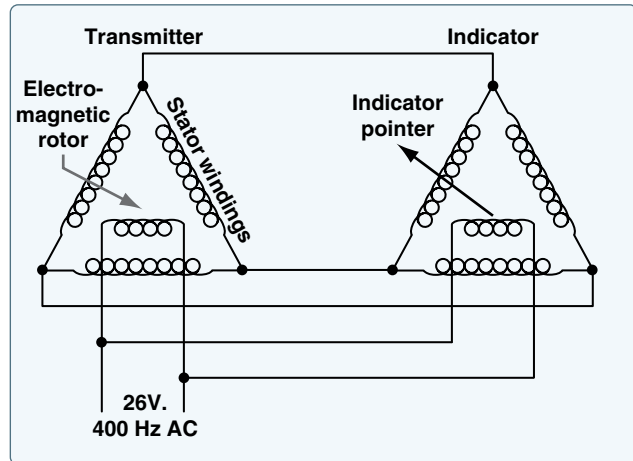 Transmitter
Indicator
Electro-
magnetic
rotor
Stator windings
Indicator
pointer
26V.
400 Hz AC